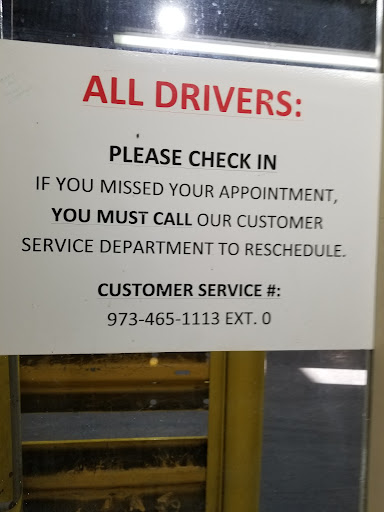 ALL DRIVERS:
PLEASE CHECK IN
IF YOU MISSED YOUR APPOINTMENT,
YOU MUST CALL OUR CUSTOMER
SERVICE DEPARTMENT TO RESCHEDULE.
CUSTOMER SERVICE #:
973-465-1113 EXT. 0